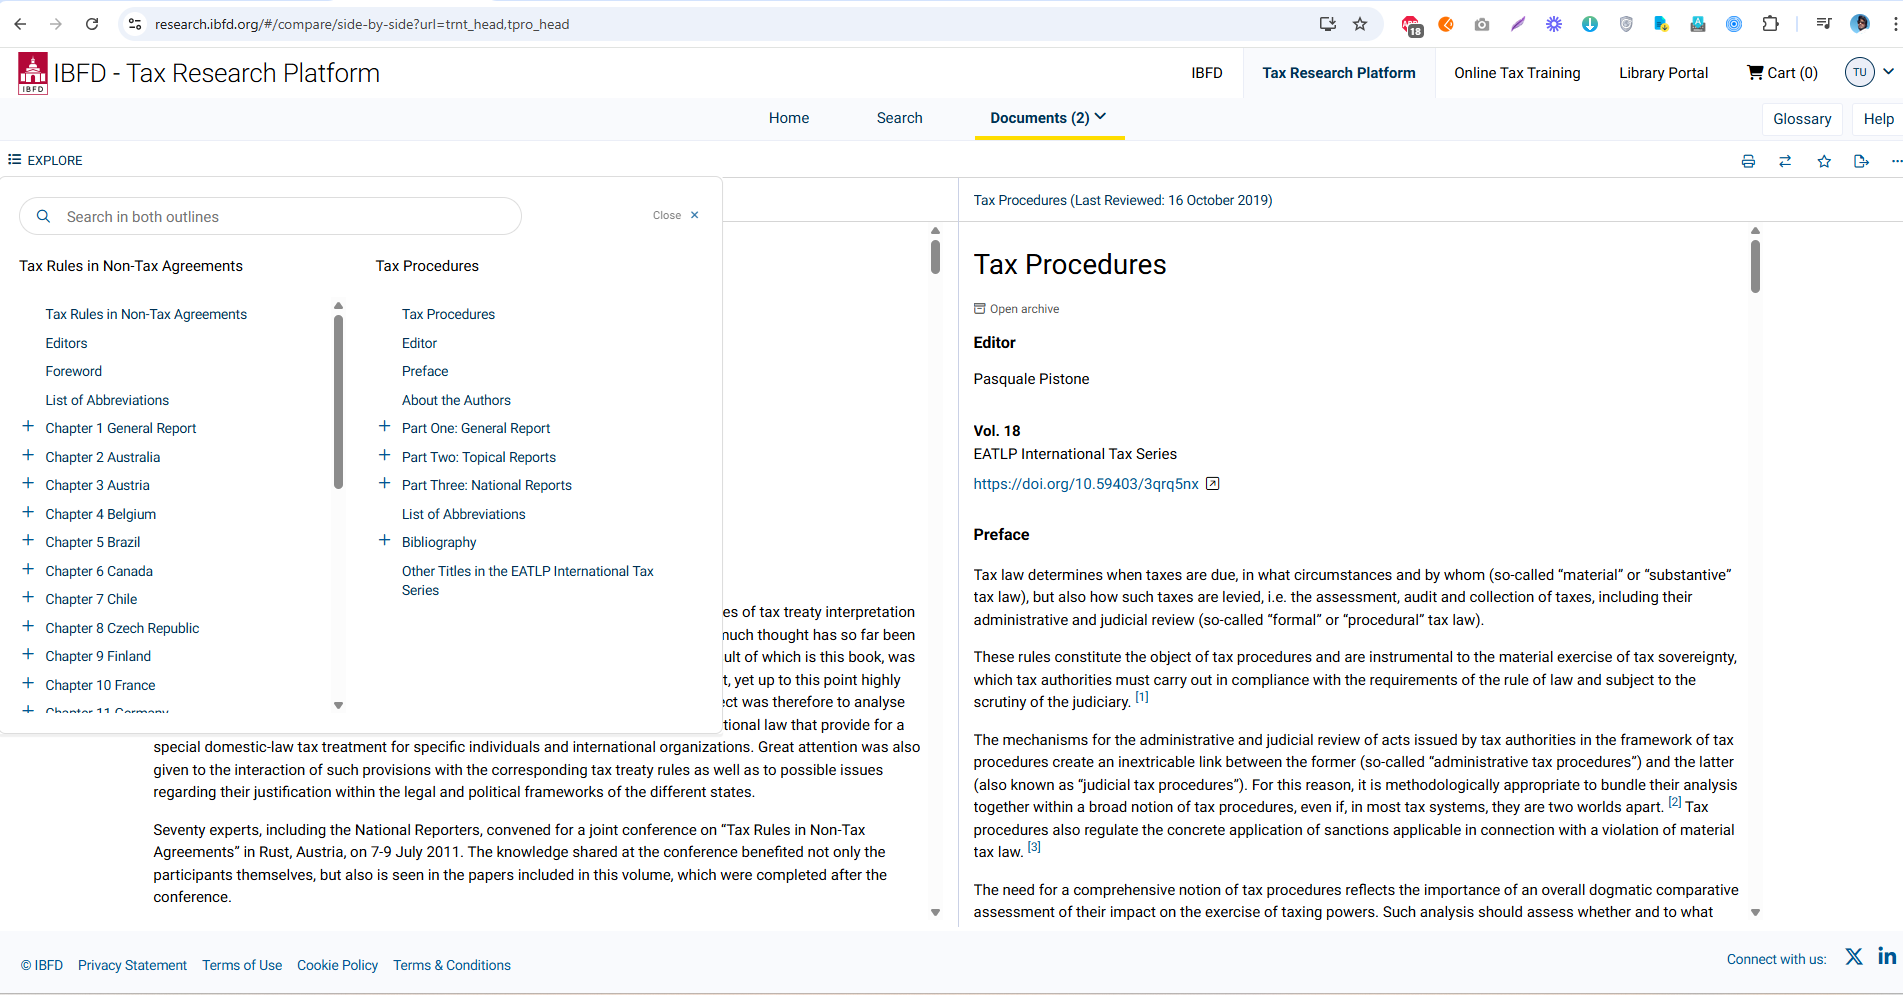 research.ibfd.org/#/compare/side-by-side?url=trnt_head,tpro_head
18
IBFD
IBFD - Tax Research Platform
IBFD
Tax Research Platform
Online Tax Training
Library Portal
Cart (0)
TU
Home
Search
Documents (2)
Glossary
Help
EXPLORE
Search in both outlines
Close ×
Tax Rules in Non-Tax Agreements
Tax Rules in Non-Tax Agreements
Editors
Foreword
List of Abbreviations
Chapter 1 General Report
Chapter 2 Australia
Chapter 3 Austria
Chapter 4 Belgium
Chapter 5 Brazil
Chapter 6 Canada
Chapter 7 Chile
Chapter 8 Czech Republic
Chapter 9 Finland
Chapter 10 France
Chapter 11 Germany
Tax Procedures
Tax Procedures
Editor
Preface
About the Authors
Part One: General Report
Part Two: Topical Reports
Part Three: National Reports
List of Abbreviations
Bibliography
Other Titles in the EATLP International Tax
Series
es of tax treaty interpretation
much thought has so far been
ult of which is this book, was
t, yet up to this point highly
ect was therefore to analyse
tional law that provide for a
special domestic-law tax treatment for specific individuals and international organizations. Great attention was also
given to the interaction of such provisions with the corresponding tax treaty rules as well as to possible issues
regarding their justification within the legal and political frameworks of the different states.
Seventy experts, including the National Reporters, convened for a joint conference on “Tax Rules in Non-Tax
Agreements” in Rust, Austria, on 7-9 July 2011. The knowledge shared at the conference benefited not only the
participants themselves, but also is seen in the papers included in this volume, which were completed after the
conference.
Tax Procedures (Last Reviewed: 16 October 2019)
Tax Procedures
Open archive
Editor
Pasquale Pistone
Vol. 18
EATLP International Tax Series
https://doi.org/10.59403/3qrq5nx
Preface
Tax law determines when taxes are due, in what circumstances and by whom (so-called “material” or “substantive”
tax law), but also how such taxes are levied, i.e. the assessment, audit and collection of taxes, including their
administrative and judicial review (so-called “formal” or “procedural” tax law).
These rules constitute the object of tax procedures and are instrumental to the material exercise of tax sovereignty,
which tax authorities must carry out in compliance with the requirements of the rule of law and subject to the
scrutiny of the judiciary. [1]
The mechanisms for the administrative and judicial review of acts issued by tax authorities in the framework of tax
procedures create an inextricable link between the former (so-called “administrative tax procedures”) and the latter
(also known as “judicial tax procedures”). For this reason, it is methodologically appropriate to bundle their analysis
together within a broad notion of tax procedures, even if, in most tax systems, they are two worlds apart. [2] Tax
procedures also regulate the concrete application of sanctions applicable in connection with a violation of material
tax law. [3]
The need for a comprehensive notion of tax procedures reflects the importance of an overall dogmatic comparative
assessment of their impact on the exercise of taxing powers. Such analysis should assess whether and to what
© IBFD
Privacy Statement
Terms of Use
Cookie Policy
Terms & Conditions
Connect with us: